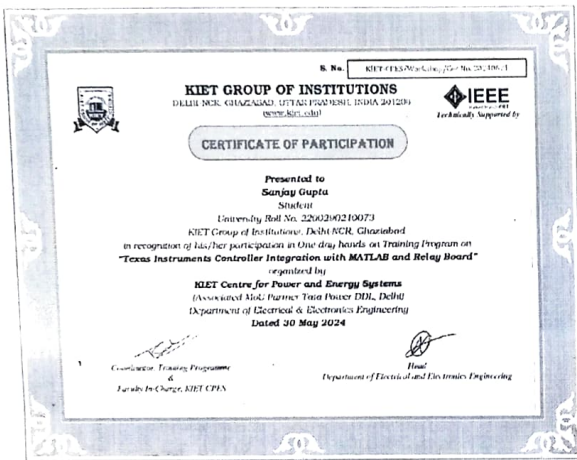 S. No.
KIET GROUP OF INSTITUTIONS
DELHI-NCR, GHAZIABAD, UTTAR PRADESH, INDIA 201206
(www.kiet.edu)
IEEE
Technically Supported by
CERTIFICATE OF PARTICIPATION
Presented to
Sanjay Gupta
Student
University Roll No. 2200290210073
KIET Group of Institutions, Delhi NCR, Ghaziabad
in recognition of his/her participation in One day hands on Training Program on
"Texas Instruments Controller Integration with MATLAB and Relay Board"
organized by
KIET Centre for Power and Energy Systems
(Associated MoU Partner Tata Power DDL, Delhi)
Department of Electrical & Electronics Engineering
Dated 30 May 2024
Coordinator, Training Programme
&
Faculty In-Charge, KIET CPES
Head
Department of Electrical and Electronics Engineering